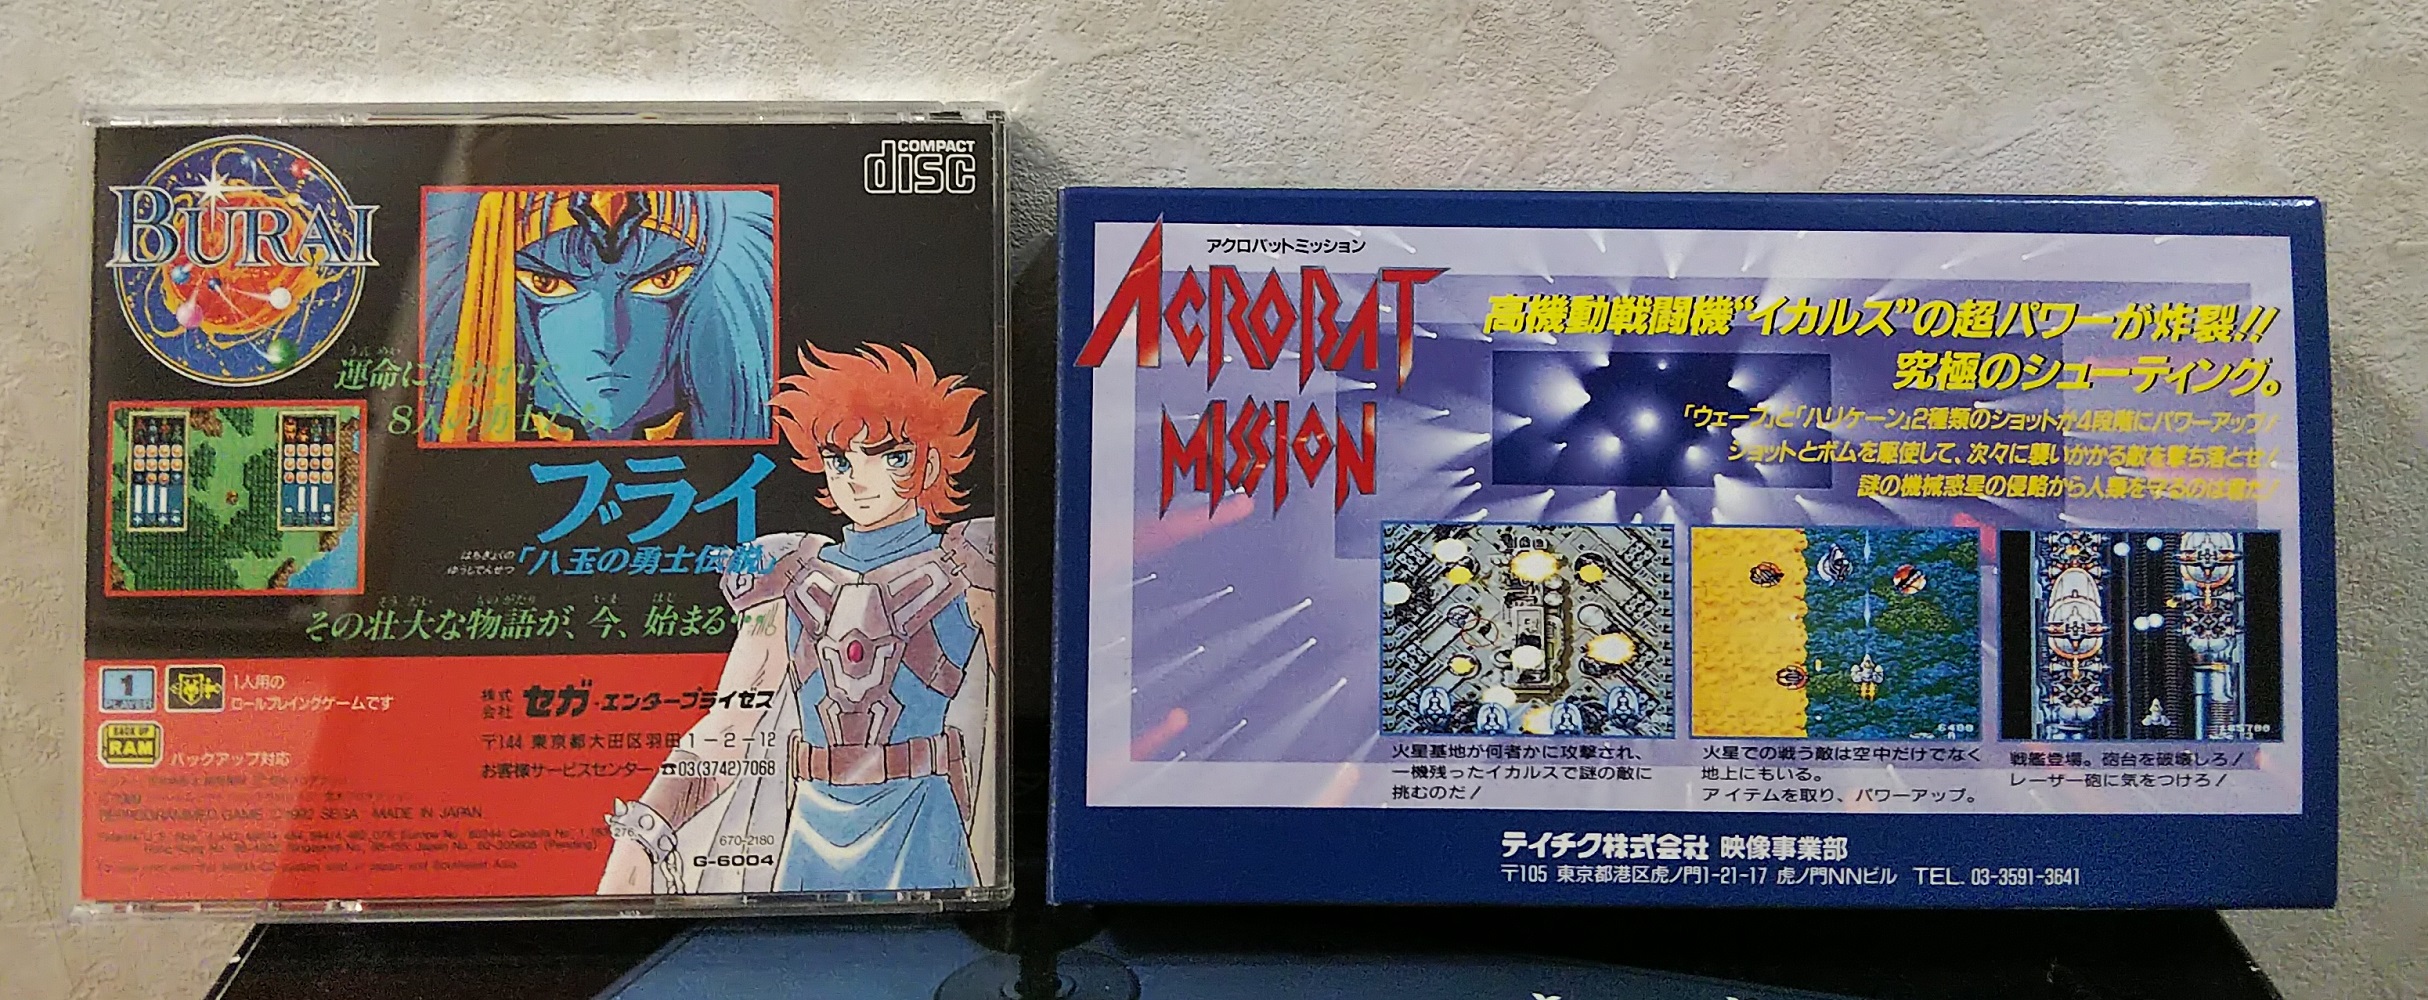 COMPACT
disc
BURAI
運命に導かれた
8人の勇士たち
ブライ
はちぎょくの
ゆうしでんせつ
「八玉の勇士伝説」
そうだい ものがたり いま はじ
その壮大な物語が、今、始まる…
1
PLAYER
1人用の
ロールプレイングゲームです
BACK UP
RAM
バックアップ対応
株式
会社
セガ・エンタープライゼス
〒144 東京都大田区羽田1-2-12
お客様サービスセンター ☎03(3742)7068
REPROGRAMMED GAME ©1992 SEGA MADE IN JAPAN
670-2180
G-6004
アクロバットミッション
ACROBAT
MISSION
高機動戦闘機“イカルス”の超パワーが炸裂!!
究極のシューティング。
「ウェーブ」と「ハリケーン」2種類のショットが4段階にパワーアップ!
ショットとボムを駆使して、次々に襲いかかる敵を撃ち落とせ!
謎の機械惑星の侵略から人類を守るのは君だ!
6400
火星基地が何者かに攻撃され、
一機残ったイカルスで謎の敵に
挑むのだ!
火星での戦う敵は空中だけでなく
地上にもいる。
アイテムを取り、パワーアップ。
戦艦登場。砲台を破壊しろ!
レーザー砲に気をつけろ!
テイチク株式会社 映像事業部
〒105 東京都港区虎ノ門1-21-17 虎ノ門NNビル TEL. 03-3591-3641